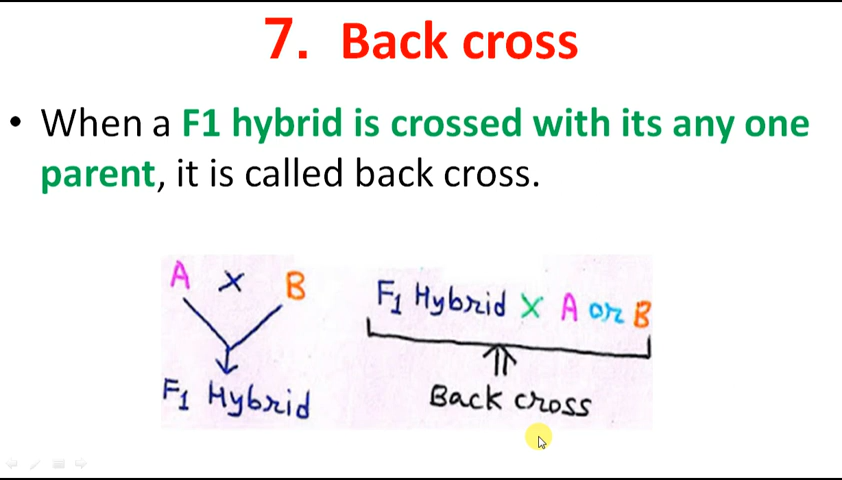 7. Back cross
• When a F1 hybrid is crossed with its any one
parent, it is called back cross.
A x B
F1 Hybrid
F1 Hybrid x A or B
Back cross